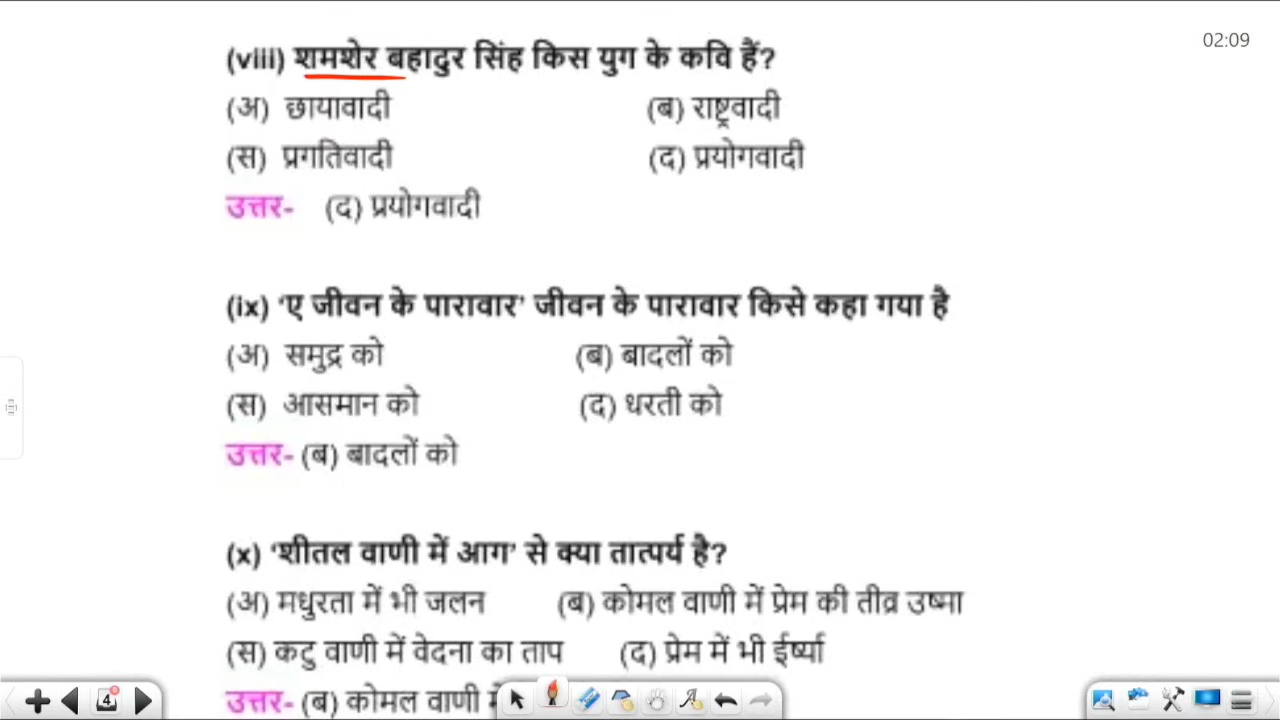 02:09
(viii) शमशेर बहादुर सिंह किस युग के कवि हैं?
(अ) छायावादी (ब) राष्ट्रवादी
(स) प्रगतिवादी (द) प्रयोगवादी
उत्तर- (द) प्रयोगवादी
(ix) 'ए जीवन के पारावार' जीवन के पारावार किसे कहा गया है
(अ) समुद्र को (ब) बादलों को
(स) आसमान को (द) धरती को
उत्तर- (ब) बादलों को
(x) 'शीतल वाणी में आग' से क्या तात्पर्य है?
(अ) मधुरता में भी जलन (ब) कोमल वाणी में प्रेम की तीव्र उष्मा
(स) कटु वाणी में वेदना का ताप (द) प्रेम में भी ईर्ष्या
उत्तर- (ब) कोमल वाणी
4